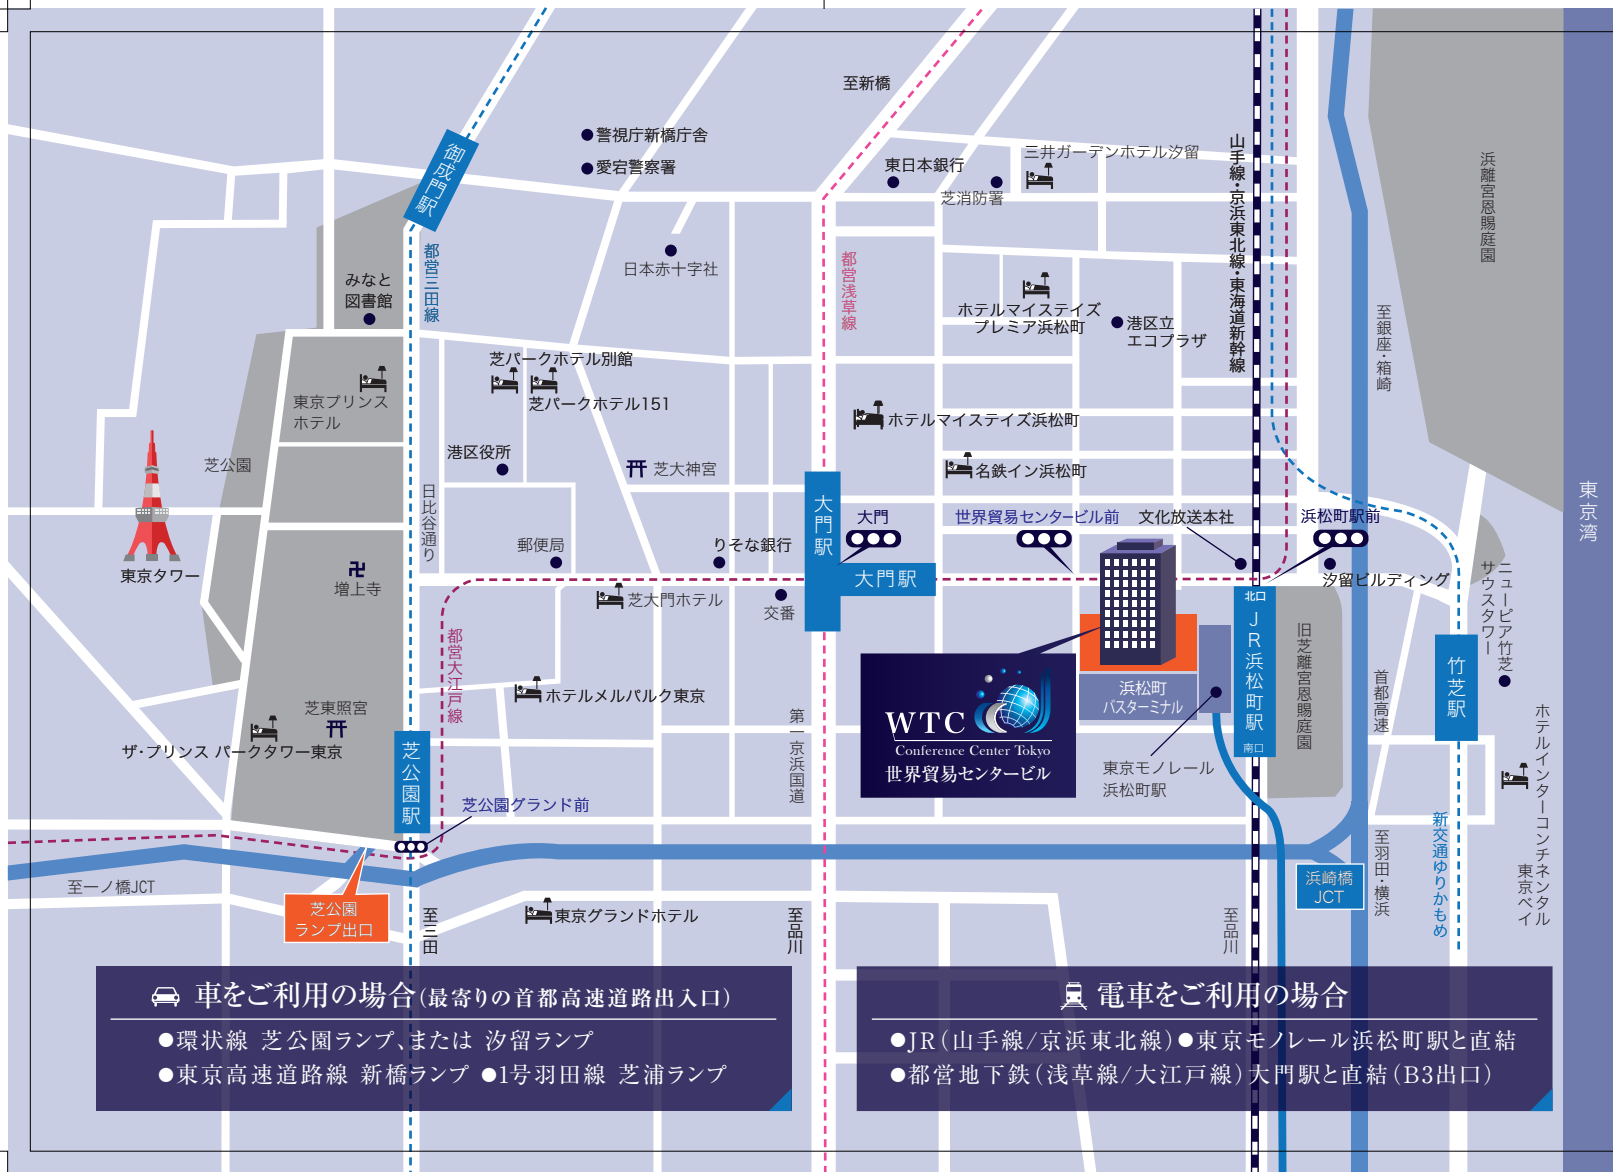 至新橋
警視庁新橋庁舎
愛宕警察署
東日本銀行
三井ガーデンホテル汐留
芝消防署
山手線・京浜東北線・東海道新幹線
浜離宮恩賜庭園
御成門駅
都営三田線
日本赤十字社
都営浅草線
みなと
図書館
ホテルマイステイズ
プレミア浜松町
港区立
エコプラザ
至銀座・箱崎
芝パークホテル別館
芝パークホテル151
東京プリンス
ホテル
ホテルマイステイズ浜松町
港区役所
芝公園
芝大神宮
名鉄イン浜松町
日比谷通り
大門駅
大門
世界貿易センタービル前
文化放送本社
浜松町駅前
東京湾
郵便局
りそな銀行
大門駅
東京タワー
増上寺
芝大門ホテル
交番
汐留ビルディング
ニューピア竹芝
サウスタワー
北口
JR浜松町駅
南口
旧芝離宮恩賜庭園
都営大江戸線
竹芝駅
首都高速
ホテルメルパルク東京
芝東照宮
ザ・プリンス パークタワー東京
第一京浜国道
WTC
Conference Center Tokyo
世界貿易センタービル
浜松町
バスターミナル
東京モノレール
浜松町駅
ホテルインターコンチネンタル
東京ベイ
芝公園駅
芝公園グランド前
新交通ゆりかもめ
至羽田・横浜
至一ノ橋JCT
浜崎橋
JCT
芝公園
ランプ出口
至三田
東京グランドホテル
至品川
至品川
車をご利用の場合(最寄りの首都高速道路出入口)
●環状線 芝公園ランプ、または 汐留ランプ
●東京高速道路線 新橋ランプ ●1号羽田線 芝浦ランプ
電車をご利用の場合
●JR(山手線/京浜東北線)●東京モノレール浜松町駅と直結
●都営地下鉄(浅草線/大江戸線)大門駅と直結(B3出口)